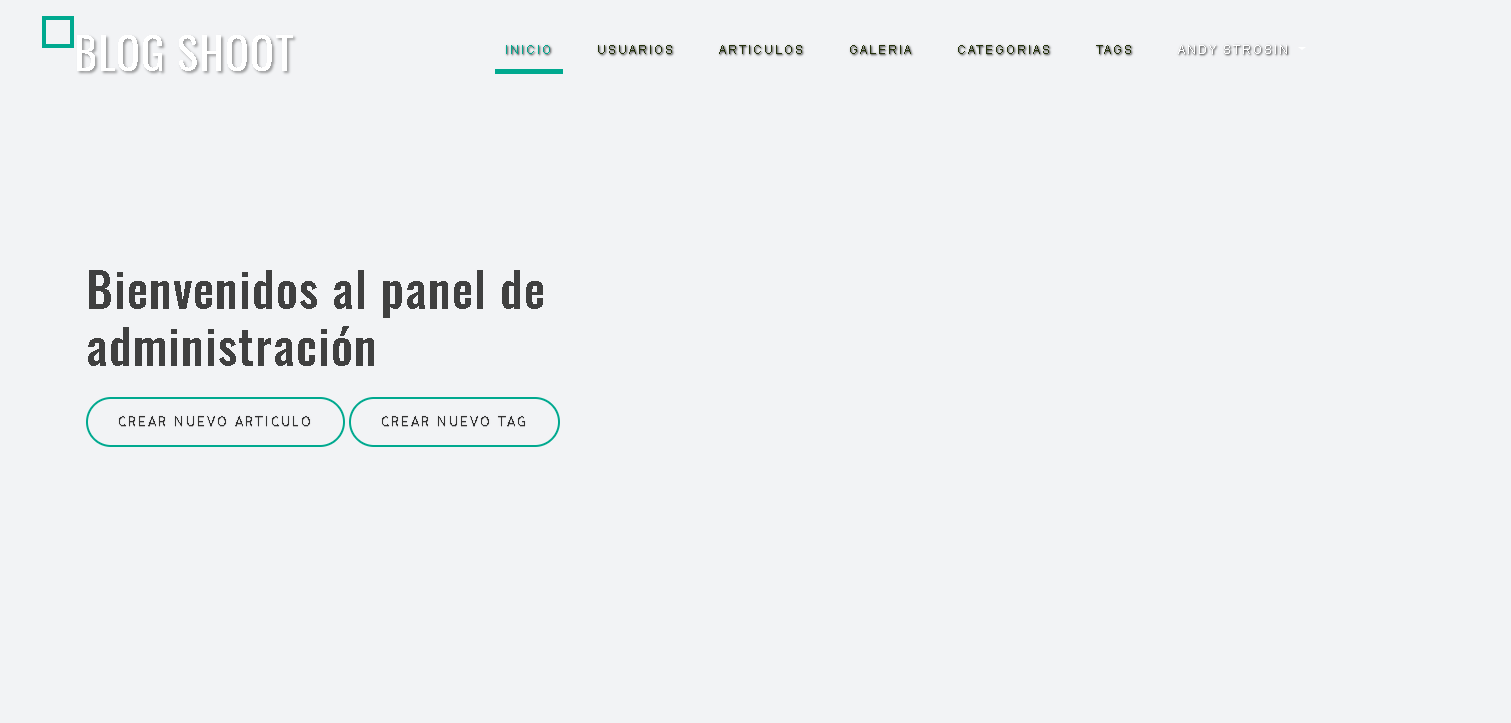 BLOG SHOOT
INICIO USUARIOS ARTICULOS GALERIA CATEGORIAS TAGS ANDY STROSIN
Bienvenidos al panel de
administración
CREAR NUEVO ARTICULO CREAR NUEVO TAG